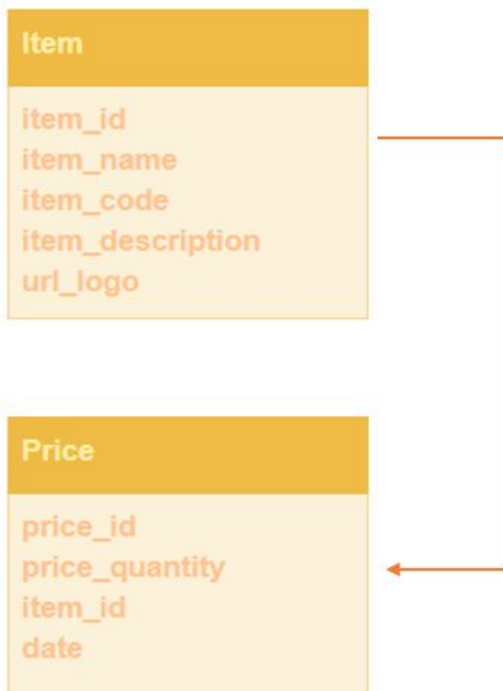 Item
item_id
item_name
item_code
item_description
url_logo
Price
price_id
price_quantity
item_id
date